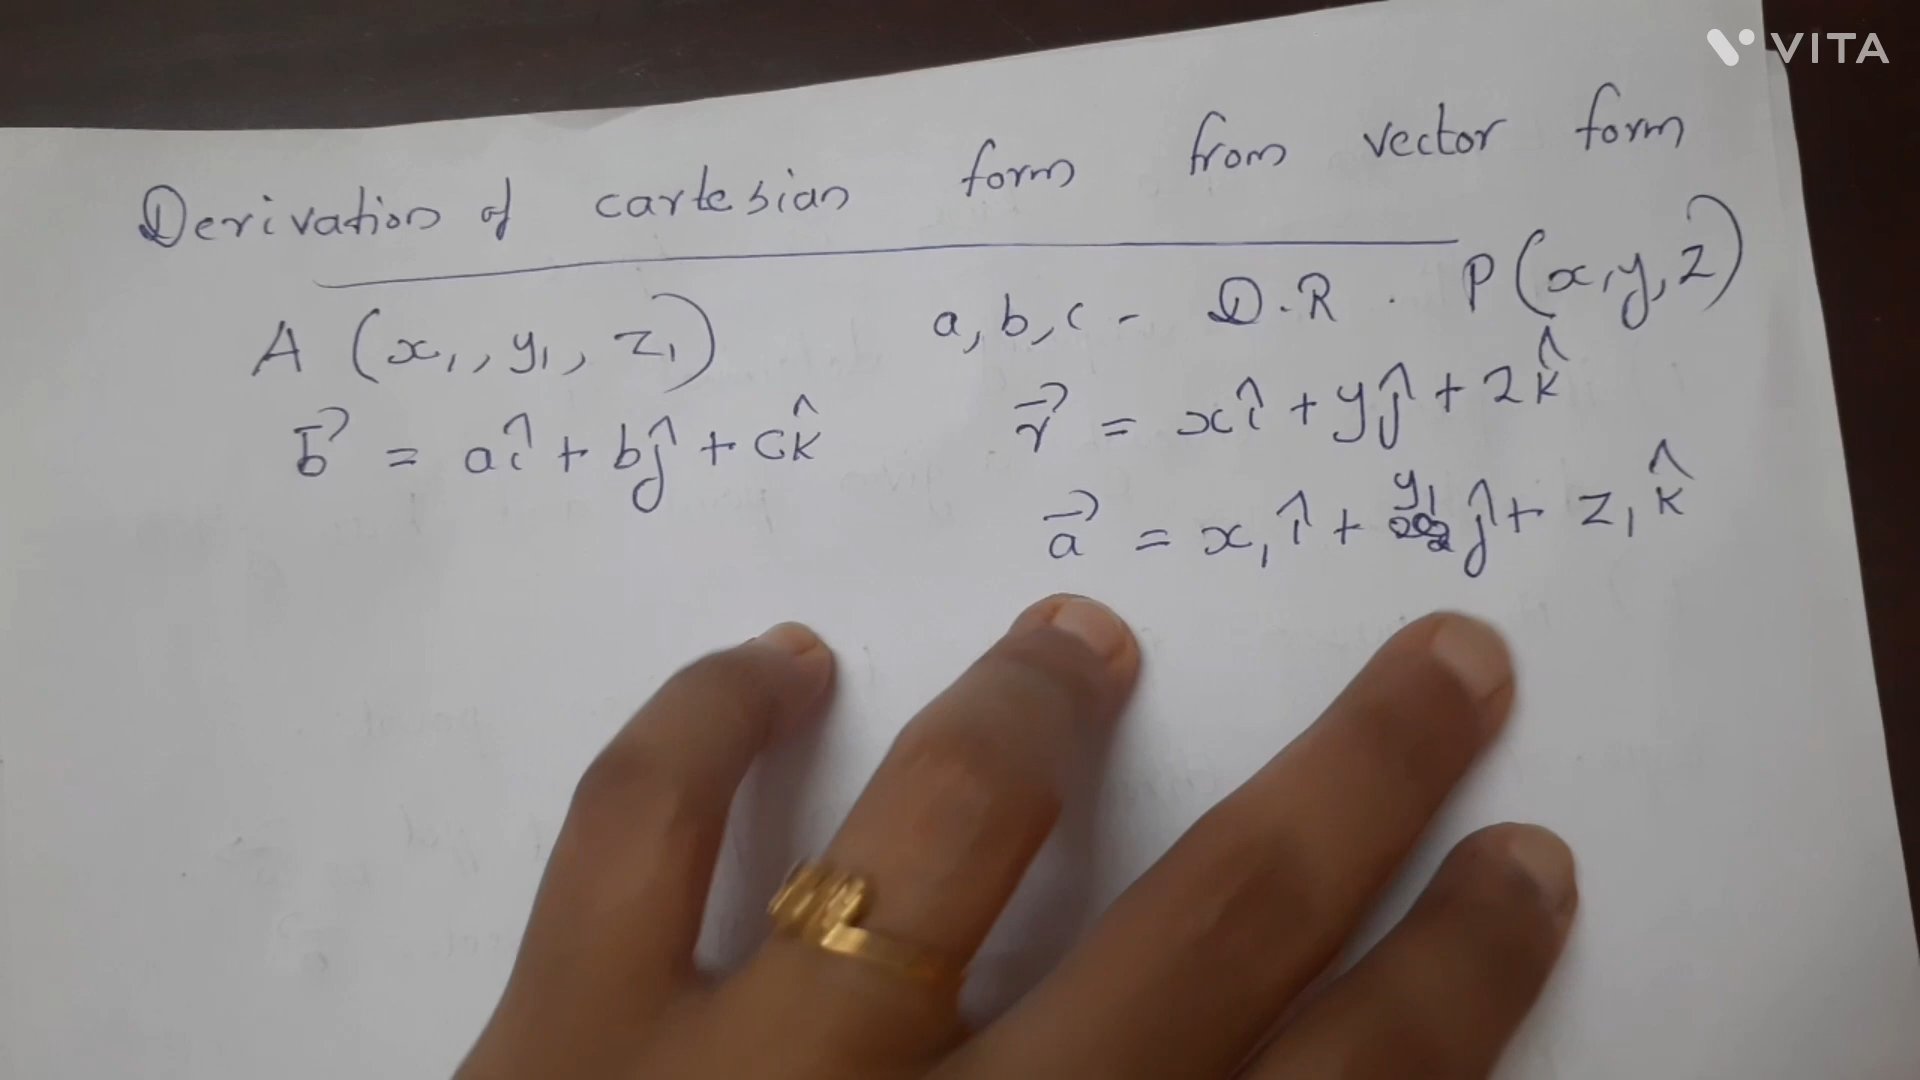 VITA
Derivation of cartesian form from vector form
A (x₁, y₁, z₁) a, b, c - D.R . P(x,y,z)
b⃗ = aî + bĵ + ck̂ r⃗ = xî + yĵ + zk̂
a⃗ = x₁î + y₁ĵ + z₁k̂